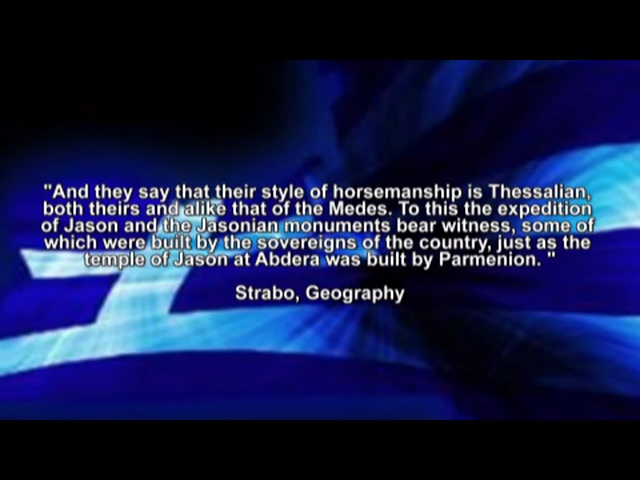 "And they say that their style of horsemanship is Thessalian,
both theirs and alike that of the Medes. To this the expedition
of Jason and the Jasonian monuments bear witness, some of
which were built by the sovereigns of the country, just as the
temple of Jason at Abdera was built by Parmenion. "
Strabo, Geography